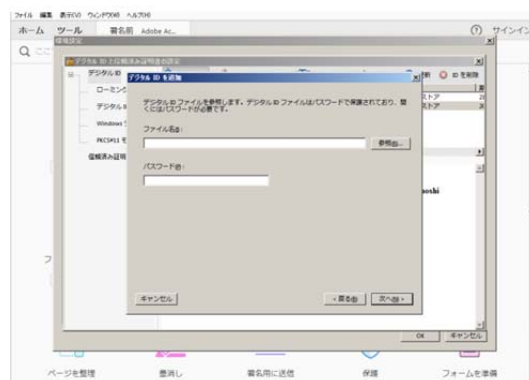 ファイル 編集 表示(V) ウィンドウ(W) ヘルプ(H)
ホーム ツール 署名前 Adobe Ac... サインイン
環境設定
デジタル ID と信頼済み証明書の設定
デジタル ID
デジタル ID を追加
ID を削除
ローミング
デジタル ID
Windows
PKCS#11 モ
信頼済み証明
デジタル ID ファイルを参照します。デジタル ID ファイルはパスワードで保護されており、開
くにはパスワードが必要です。
ファイル名(I):
参照(B)...
パスワード(P):
キャンセル
< 戻る(B)
次へ(N) >
OK
キャンセル
ページを整理 墨消し 署名用に送信 保護 フォームを準備